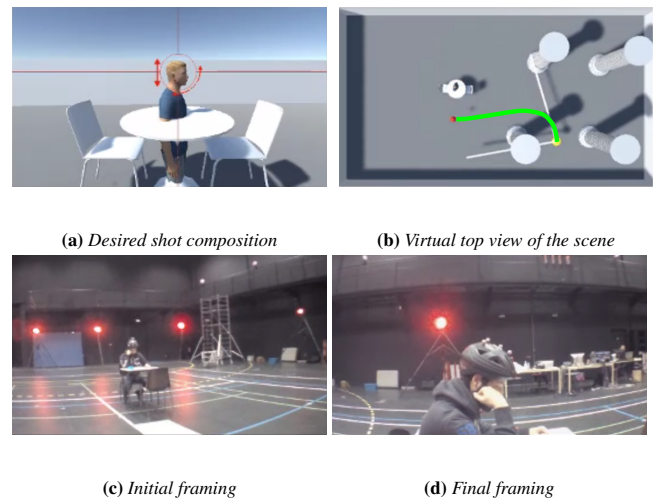 (a) Desired shot composition
(b) Virtual top view of the scene
(c) Initial framing
(d) Final framing